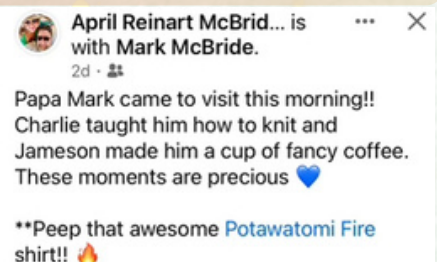 April Reinart McBrid... is
with Mark McBride.
2d
Papa Mark came to visit this morning!!
Charlie taught him how to knit and
Jameson made him a cup of fancy coffee.
These moments are precious 💙
**Peep that awesome Potawatomi Fire
shirt!! 🔥